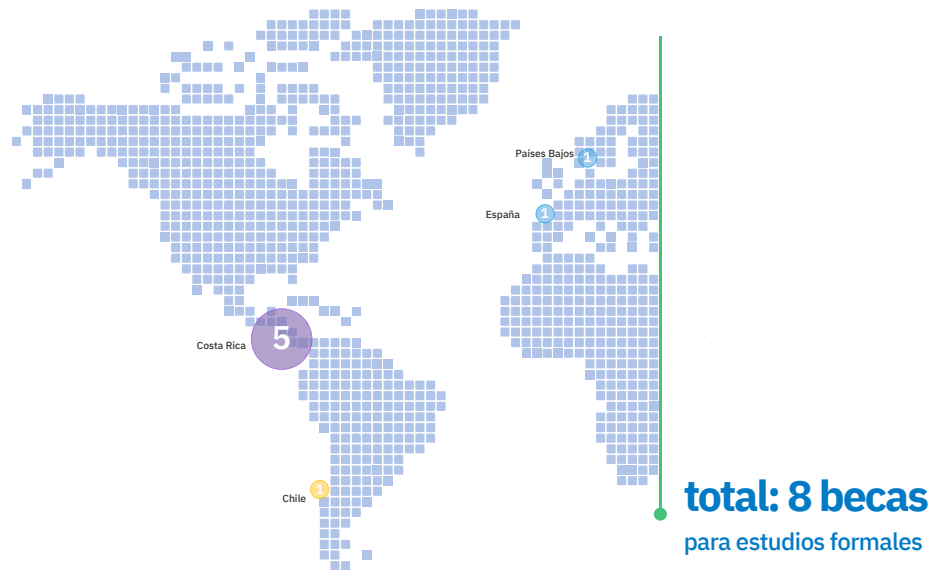 Países Bajos 1
España 1
Costa Rica 5
Chile 1
total: 8 becas
para estudios formales